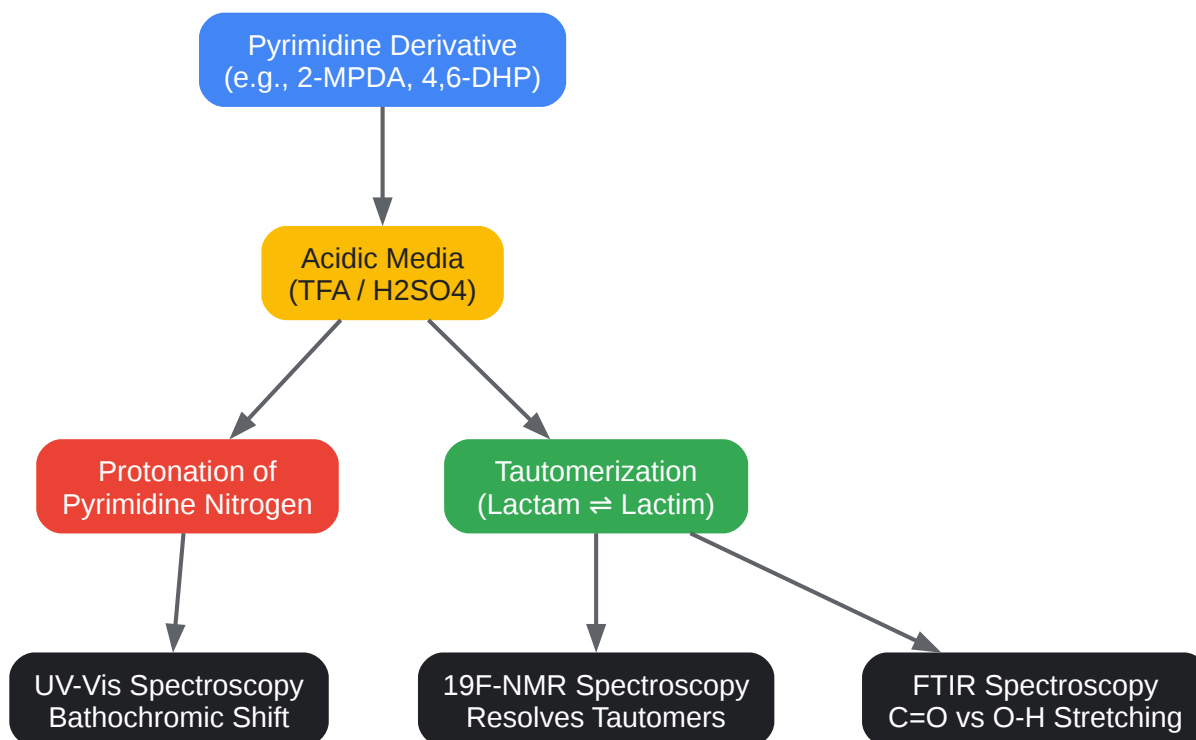 Pyrimidine Derivative
(e.g., 2-MPDA, 4,6-DHP)
Acidic Media
(TFA / H2SO4)
Protonation of
Pyrimidine Nitrogen
Tautomerization
(Lactam ⇌ Lactim)
UV-Vis Spectroscopy
Bathochromic Shift
19F-NMR Spectroscopy
Resolves Tautomers
FTIR Spectroscopy
C=O vs O-H Stretching